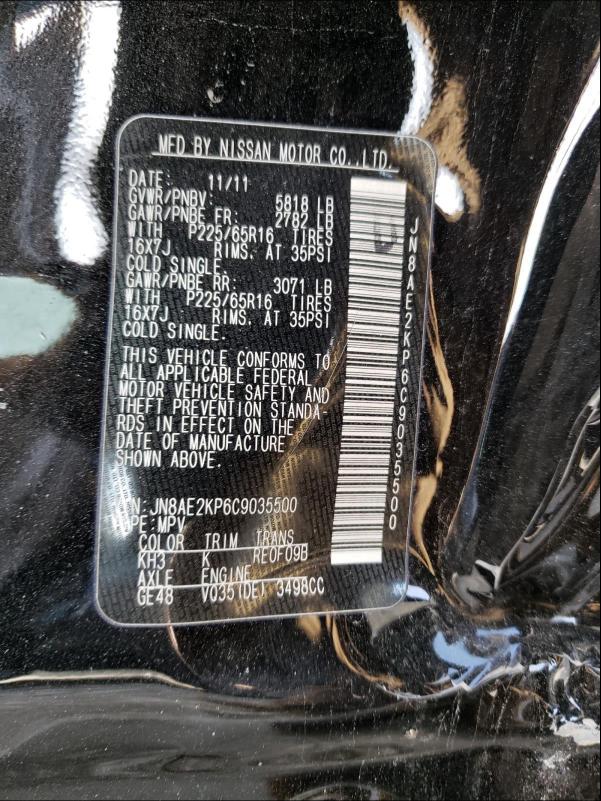 MFD BY NISSAN MOTOR CO.,LTD.
DATE: 11/11
GVWR/PNBV: 5818 LB
GAWR/PNBE FR: 2782 LB
WITH P225/65R16 TIRES
16X7J RIMS. AT 35PSI
COLD SINGLE.
GAWR/PNBE RR: 3071 LB
WITH P225/65R16 TIRES
16X7J RIMS. AT 35PSI
COLD SINGLE.
THIS VEHICLE CONFORMS TO
ALL APPLICABLE FEDERAL
MOTOR VEHICLE SAFETY AND
THEFT PREVENTION STANDA-
RDS IN EFFECT ON THE
DATE OF MANUFACTURE
SHOWN ABOVE.
VIN: JN8AE2KP6C9035500
TYPE: MPV
COLOR TRIM TRANS
KH3 K RE0F09B
AXLE ENGINE
GE48 VQ35(DE) 3498CC
JN8AE2KP6C9035500